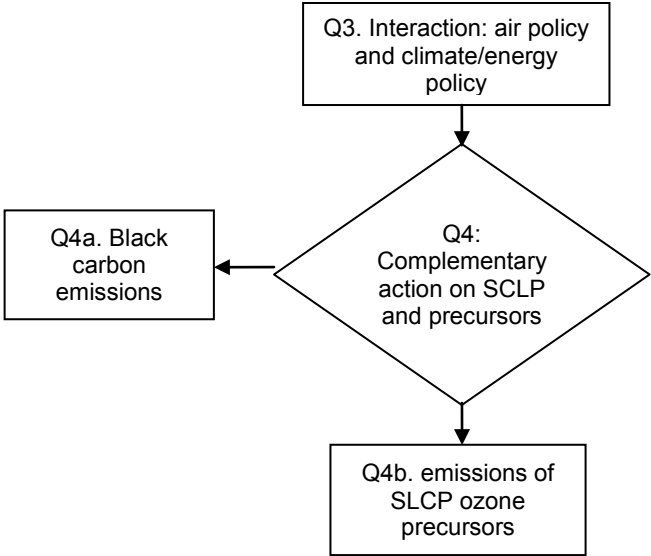 Q3. Interaction: air policy
and climate/energy
policy
Q4:
Complementary
action on SCLP
and precursors
Q4a. Black
carbon
emissions
Q4b. emissions of
SLCP ozone
precursors